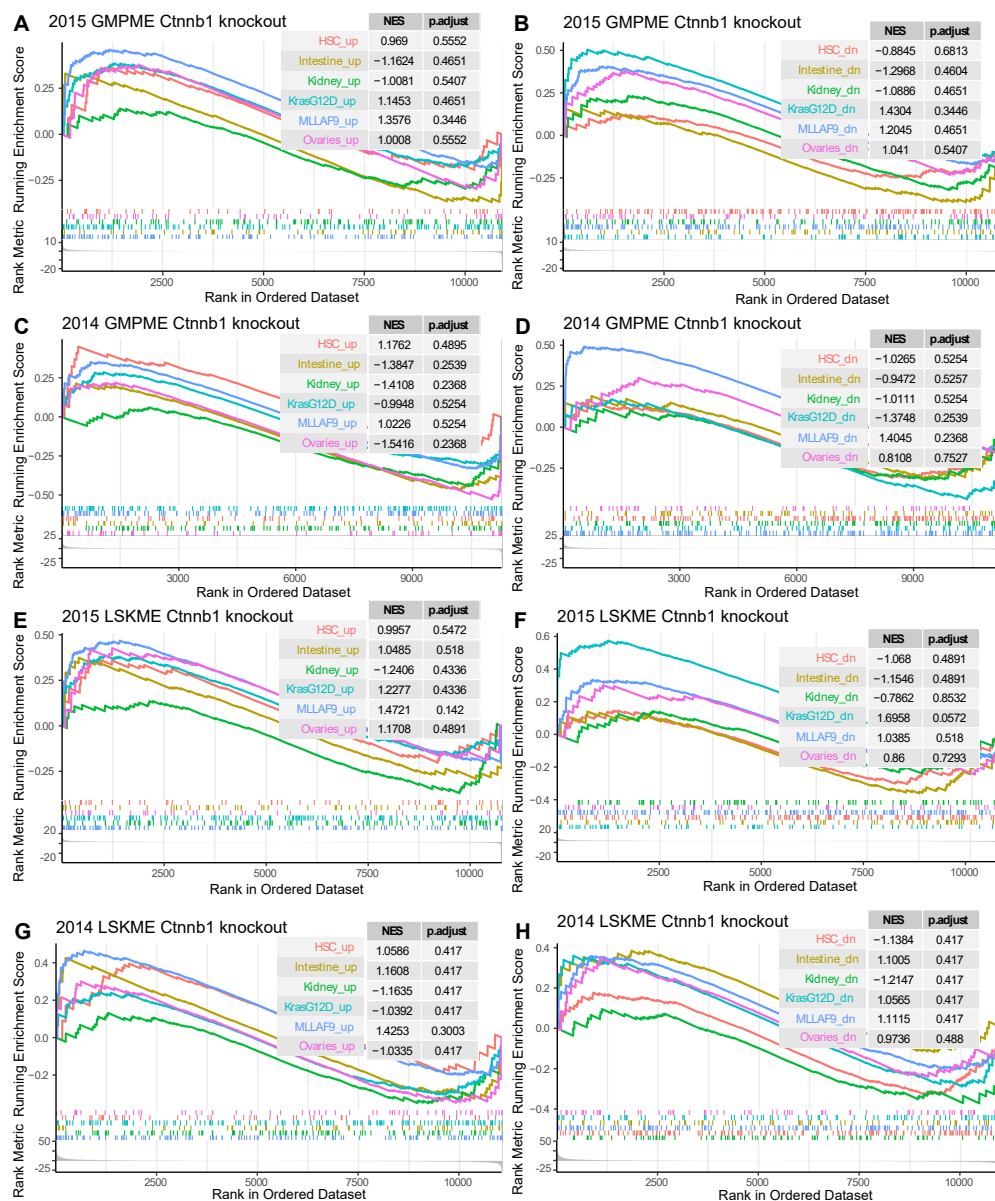 A 2015 GMPME Ctnnb1 knockout
NES p.adjust
HSC_up 0.969 0.5552
Intestine_up −1.1624 0.4651
Kidney_up −1.0081 0.5407
KrasG12D_up 1.1453 0.4651
MLLAF9_up 1.3576 0.3446
Ovaries_up 1.0008 0.5552
Running Enrichment Score
0.25
0.00
−0.25
Rank Metric
10
−20
2500 5000 7500 10000
Rank in Ordered Dataset
B 2015 GMPME Ctnnb1 knockout
NES p.adjust
HSC_dn −0.8845 0.6813
Intestine_dn −1.2968 0.4604
Kidney_dn −1.0886 0.4651
KrasG12D_dn 1.4304 0.3446
MLLAF9_dn 1.2045 0.4651
Ovaries_dn 1.041 0.5407
Running Enrichment Score
0.50
0.25
0.00
−0.25
Rank Metric
10
−20
2500 5000 7500 10000
Rank in Ordered Dataset
C 2014 GMPME Ctnnb1 knockout
NES p.adjust
HSC_up 1.1762 0.4895
Intestine_up −1.3847 0.2539
Kidney_up −1.4108 0.2368
KrasG12D_up −0.9948 0.5254
MLLAF9_up 1.0226 0.5254
Ovaries_up −1.5416 0.2368
Running Enrichment Score
0.25
0.00
−0.25
−0.50
Rank Metric
25
−25
3000 6000 9000
Rank in Ordered Dataset
D 2014 GMPME Ctnnb1 knockout
NES p.adjust
HSC_dn −1.0265 0.5254
Intestine_dn −0.9472 0.5257
Kidney_dn −1.0111 0.5254
KrasG12D_dn −1.3748 0.2539
MLLAF9_dn 1.4045 0.2368
Ovaries_dn 0.8108 0.7527
Running Enrichment Score
0.50
0.25
0.00
−0.25
Rank Metric
25
−25
3000 6000 9000
Rank in Ordered Dataset
E 2015 LSKME Ctnnb1 knockout
NES p.adjust
HSC_up 0.9957 0.5472
Intestine_up 1.0485 0.518
Kidney_up −1.2406 0.4336
KrasG12D_up 1.2277 0.4336
MLLAF9_up 1.4721 0.142
Ovaries_up 1.1708 0.4891
Running Enrichment Score
0.50
0.25
0.00
−0.25
Rank Metric
20
−20
2500 5000 7500 10000
Rank in Ordered Dataset
F 2015 LSKME Ctnnb1 knockout
NES p.adjust
HSC_dn −1.068 0.4891
Intestine_dn −1.1546 0.4891
Kidney_dn −0.7862 0.8532
KrasG12D_dn 1.6958 0.0572
MLLAF9_dn 1.0385 0.518
Ovaries_dn 0.86 0.7293
Running Enrichment Score
0.6
0.4
0.2
0.0
−0.2
−0.4
Rank Metric
20
−20
2500 5000 7500 10000
Rank in Ordered Dataset
G 2014 LSKME Ctnnb1 knockout
NES p.adjust
HSC_up 1.0586 0.417
Intestine_up 1.1608 0.417
Kidney_up −1.1635 0.417
KrasG12D_up −1.0392 0.417
MLLAF9_up 1.4253 0.3003
Ovaries_up −1.0335 0.417
Running Enrichment Score
0.4
0.2
0.0
−0.2
Rank Metric
50
−25
2500 5000 7500 10000
Rank in Ordered Dataset
H 2014 LSKME Ctnnb1 knockout
NES p.adjust
HSC_dn −1.1384 0.417
Intestine_dn 1.1005 0.417
Kidney_dn −1.2147 0.417
KrasG12D_dn 1.0565 0.417
MLLAF9_dn 1.1115 0.417
Ovaries_dn 0.9736 0.488
Running Enrichment Score
0.4
0.2
0.0
−0.2
−0.4
Rank Metric
50
−25
2500 5000 7500 10000
Rank in Ordered Dataset